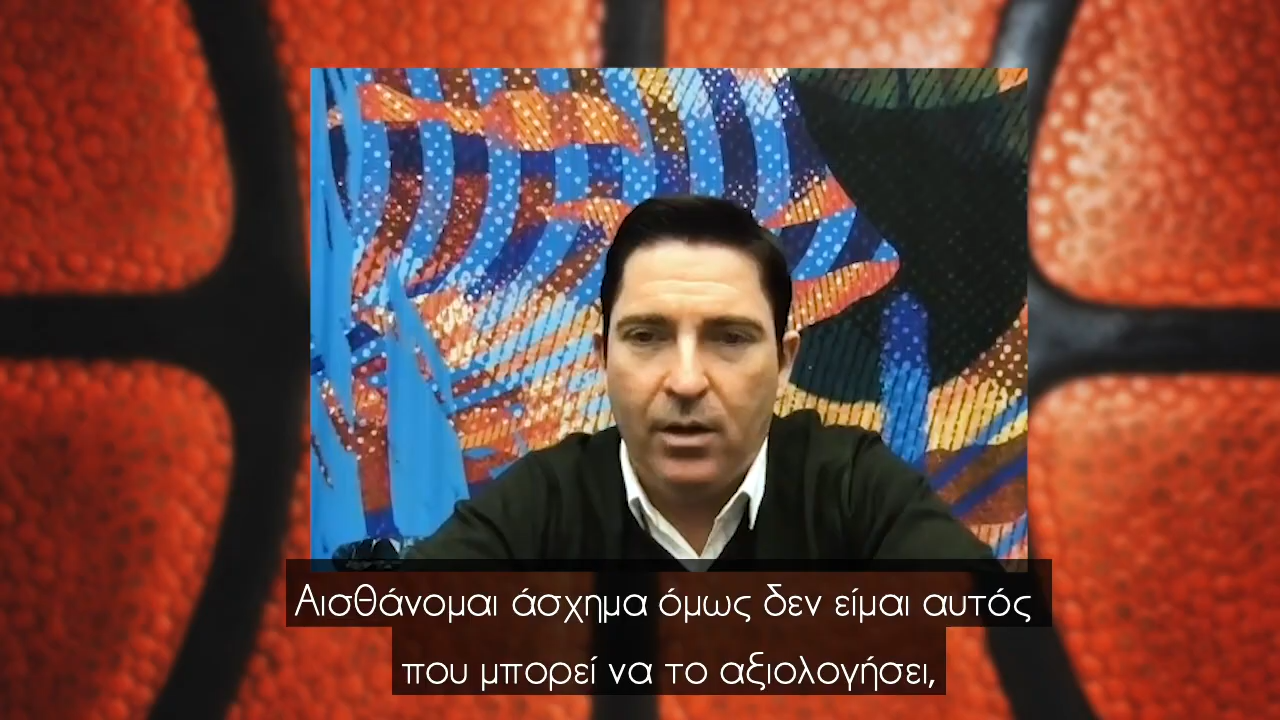 Αισθάνομαι άσχημα όμως δεν είμαι αυτός
που μπορεί να το αξιολογήσει,